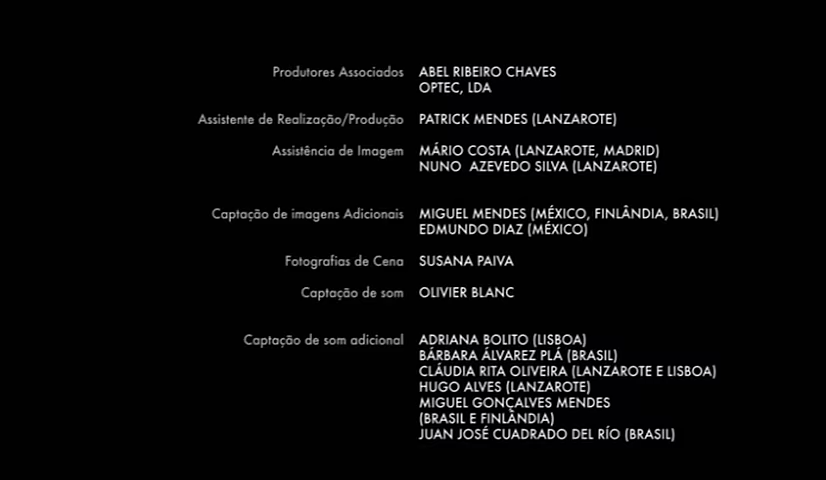 Produtores Associados ABEL RIBEIRO CHAVES
OPTEC, LDA
Assistente de Realização/Produção PATRICK MENDES (LANZAROTE)
Assistência de Imagem MÁRIO COSTA (LANZAROTE, MADRID)
NUNO AZEVEDO SILVA (LANZAROTE)
Captação de imagens Adicionais MIGUEL MENDES (MÉXICO, FINLÂNDIA, BRASIL)
EDMUNDO DIAZ (MÉXICO)
Fotografias de Cena SUSANA PAIVA
Captação de som OLIVIER BLANC
Captação de som adicional ADRIANA BOLITO (LISBOA)
BÁRBARA ÁLVAREZ PLÁ (BRASIL)
CLÁUDIA RITA OLIVEIRA (LANZAROTE E LISBOA)
HUGO ALVES (LANZAROTE)
MIGUEL GONÇALVES MENDES
(BRASIL E FINLÂNDIA)
JUAN JOSÉ CUADRADO DEL RÍO (BRASIL)